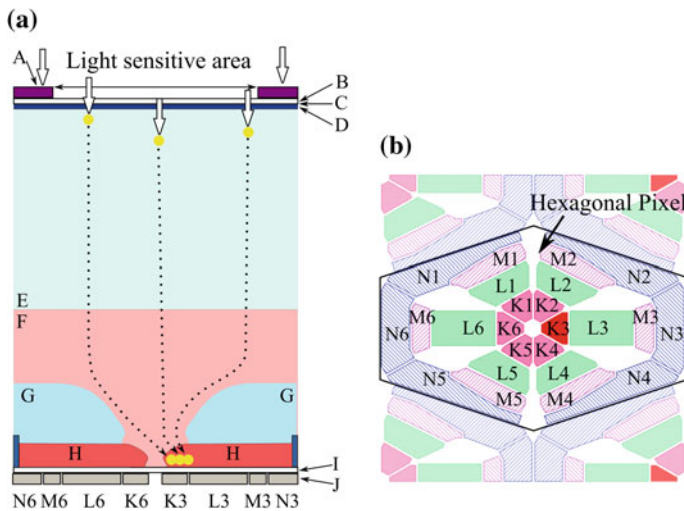 (a)
A
Light sensitive area
B
C
D
E
F
G
G
H
H
I
J
N6 M6 L6 K6 K3 L3 M3 N3
(b)
Hexagonal Pixel
N1 M1 M2 N2
L1 L2
K1 K2
N6 M6 L6 K6 K3 L3 M3 N3
K5 K4
N5 L5 L4 N4
M5 M4